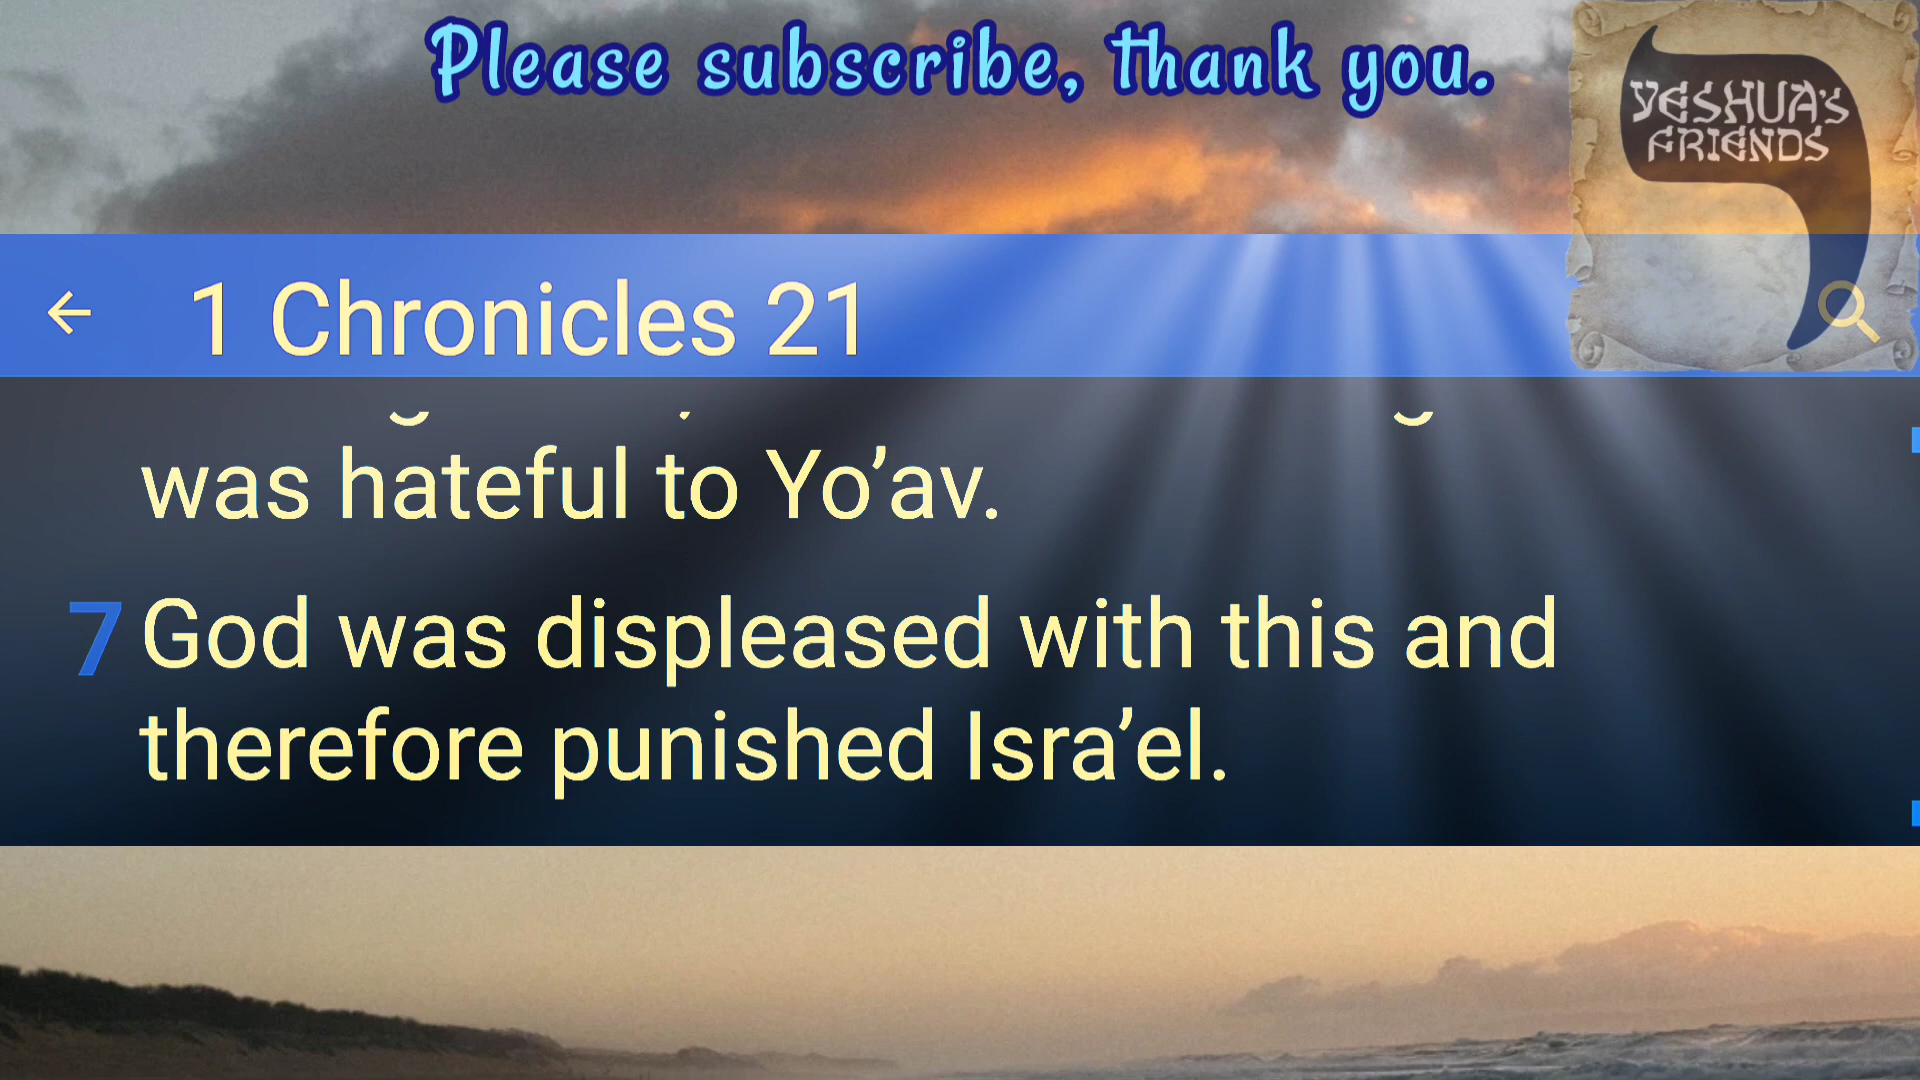 Please subscribe, thank you.
YESHUA'S
FRIENDS
1 Chronicles 21
was hateful to Yo’av.
7 God was displeased with this and
therefore punished Isra’el.